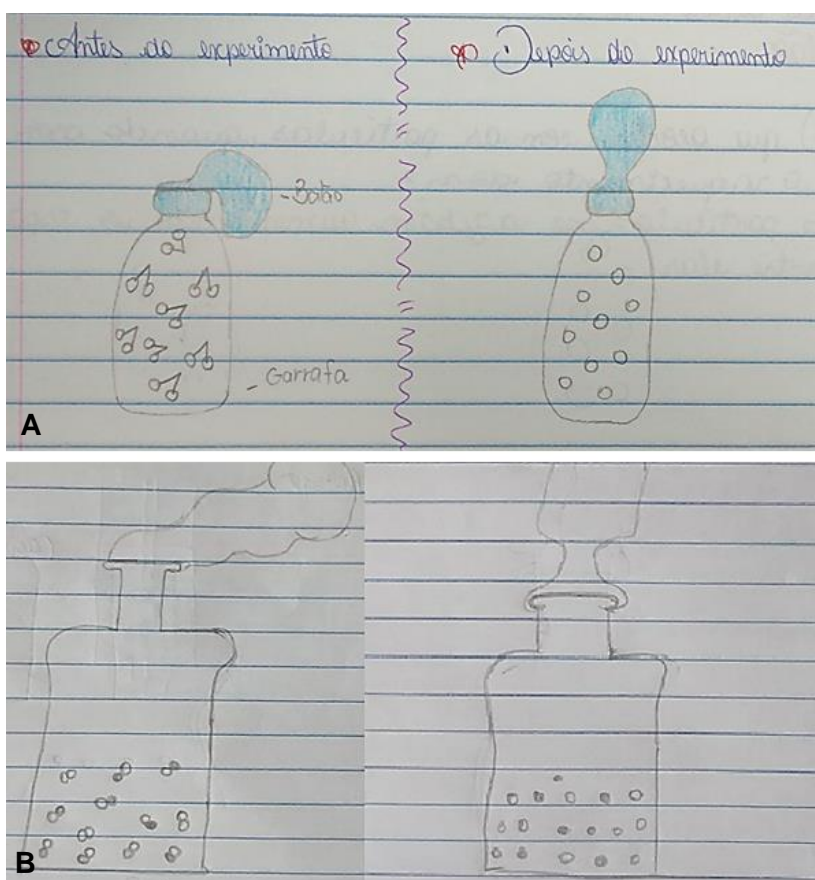 Antes do experimento
Depois do experimento
- Balão
- Garrafa
A
B